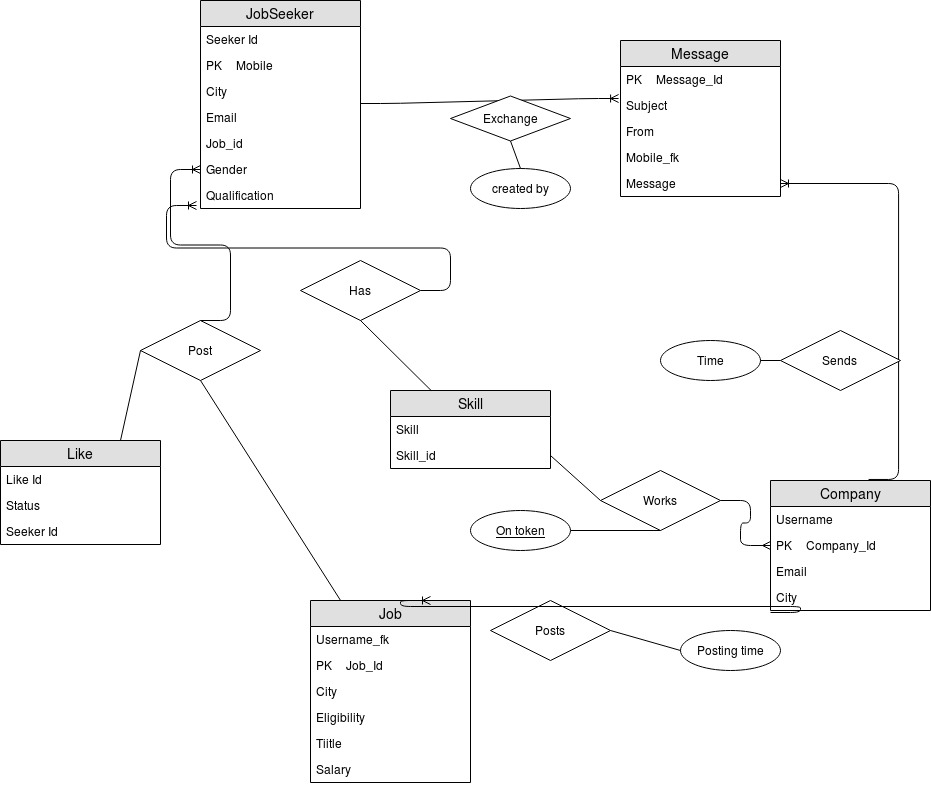 JobSeeker
Seeker Id
PK Mobile
City
Email
Job_id
Gender
Qualification
Message
PK Message_Id
Subject
From
Mobile_fk
Message
Exchange
created by
Has
Post
Time
Sends
Skill
Skill
Skill_id
Like
Like Id
Status
Seeker Id
Works
On token
Company
Username
PK Company_Id
Email
City
Job
Username_fk
PK Job_Id
City
Eligibility
Tiitle
Salary
Posts
Posting time